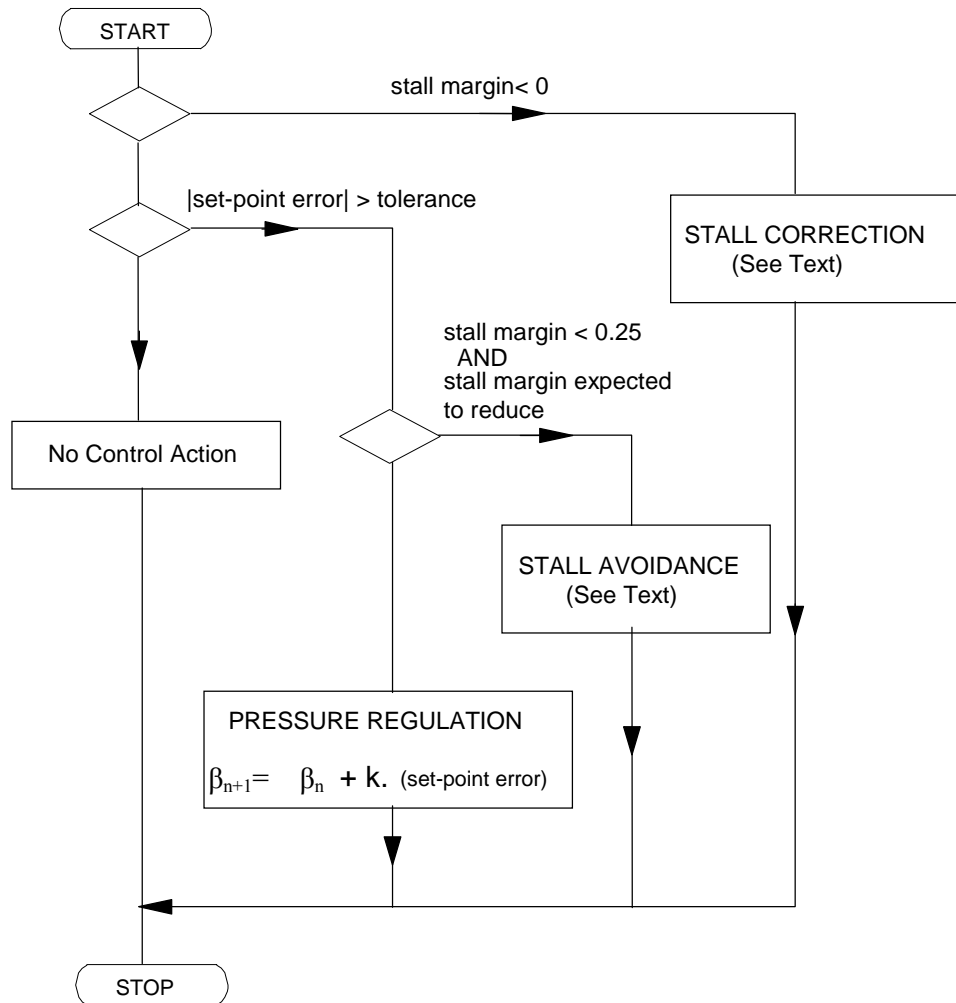 START
stall margin< 0
|set-point error| > tolerance
STALL CORRECTION
(See Text)
stall margin < 0.25
AND
stall margin expected
to reduce
No Control Action
STALL AVOIDANCE
(See Text)
PRESSURE REGULATION
βn+1= βn + k. (set-point error)
STOP